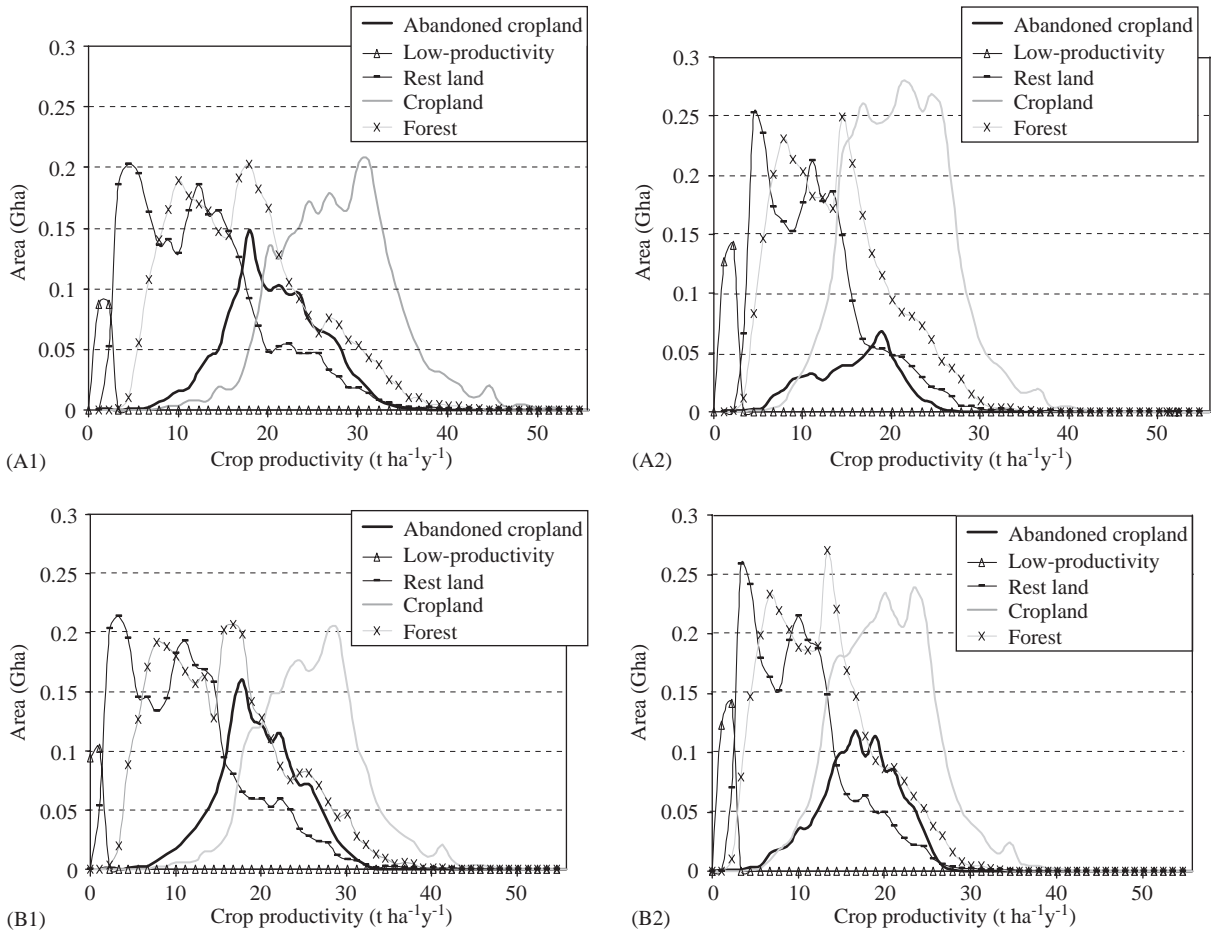 Abandoned cropland
Low-productivity
Rest land
Cropland
Forest
0.3
0.25
0.2
0.15
0.1
0.05
0
Area (Gha)
0 10 20 30 40 50
Crop productivity (t ha⁻¹y⁻¹)
(A1)
Abandoned cropland
Low-productivity
Rest land
Cropland
Forest
0.3
0.25
0.2
0.15
0.1
0.05
0
Area (Gha)
0 10 20 30 40 50
Crop productivity (t ha⁻¹y⁻¹)
(A2)
Abandoned cropland
Low-productivity
Rest land
Cropland
Forest
0.3
0.25
0.2
0.15
0.1
0.05
0
Area (Gha)
0 10 20 30 40 50
Crop productivity (t ha⁻¹y⁻¹)
(B1)
Abandoned cropland
Low-productivity
Rest land
Cropland
Forest
0.3
0.25
0.2
0.15
0.1
0.05
0
Area (Gha)
0 10 20 30 40 50
Crop productivity (t ha⁻¹y⁻¹)
(B2)